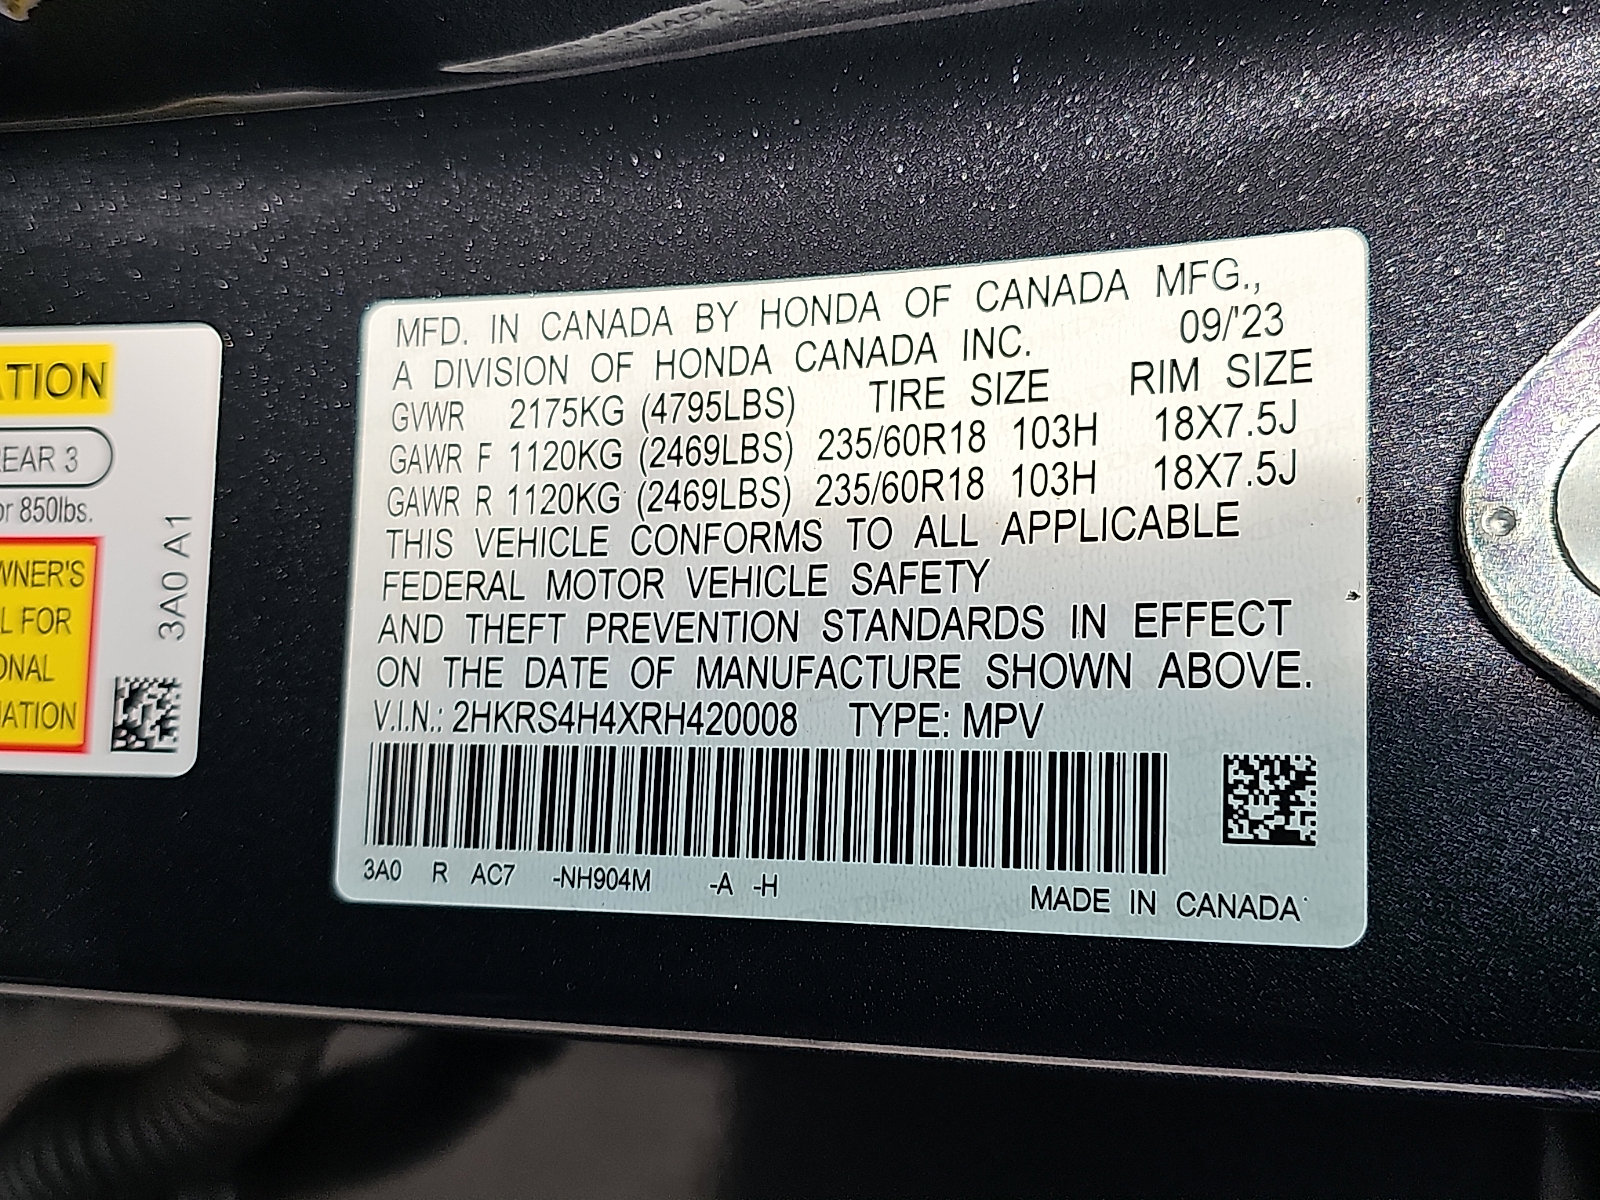 ATION
EAR 3
or 850lbs.
WNER'S
L FOR
ONAL
MATION
3A0 A1
MFD. IN CANADA BY HONDA OF CANADA MFG.,
A DIVISION OF HONDA CANADA INC. 09/'23
GVWR 2175KG (4795LBS) TIRE SIZE RIM SIZE
GAWR F 1120KG (2469LBS) 235/60R18 103H 18X7.5J
GAWR R 1120KG (2469LBS) 235/60R18 103H 18X7.5J
THIS VEHICLE CONFORMS TO ALL APPLICABLE
FEDERAL MOTOR VEHICLE SAFETY
AND THEFT PREVENTION STANDARDS IN EFFECT
ON THE DATE OF MANUFACTURE SHOWN ABOVE.
V.I.N.: 2HKRS4H4XRH420008 TYPE: MPV
3A0 R AC7 -NH904M -A -H
MADE IN CANADA